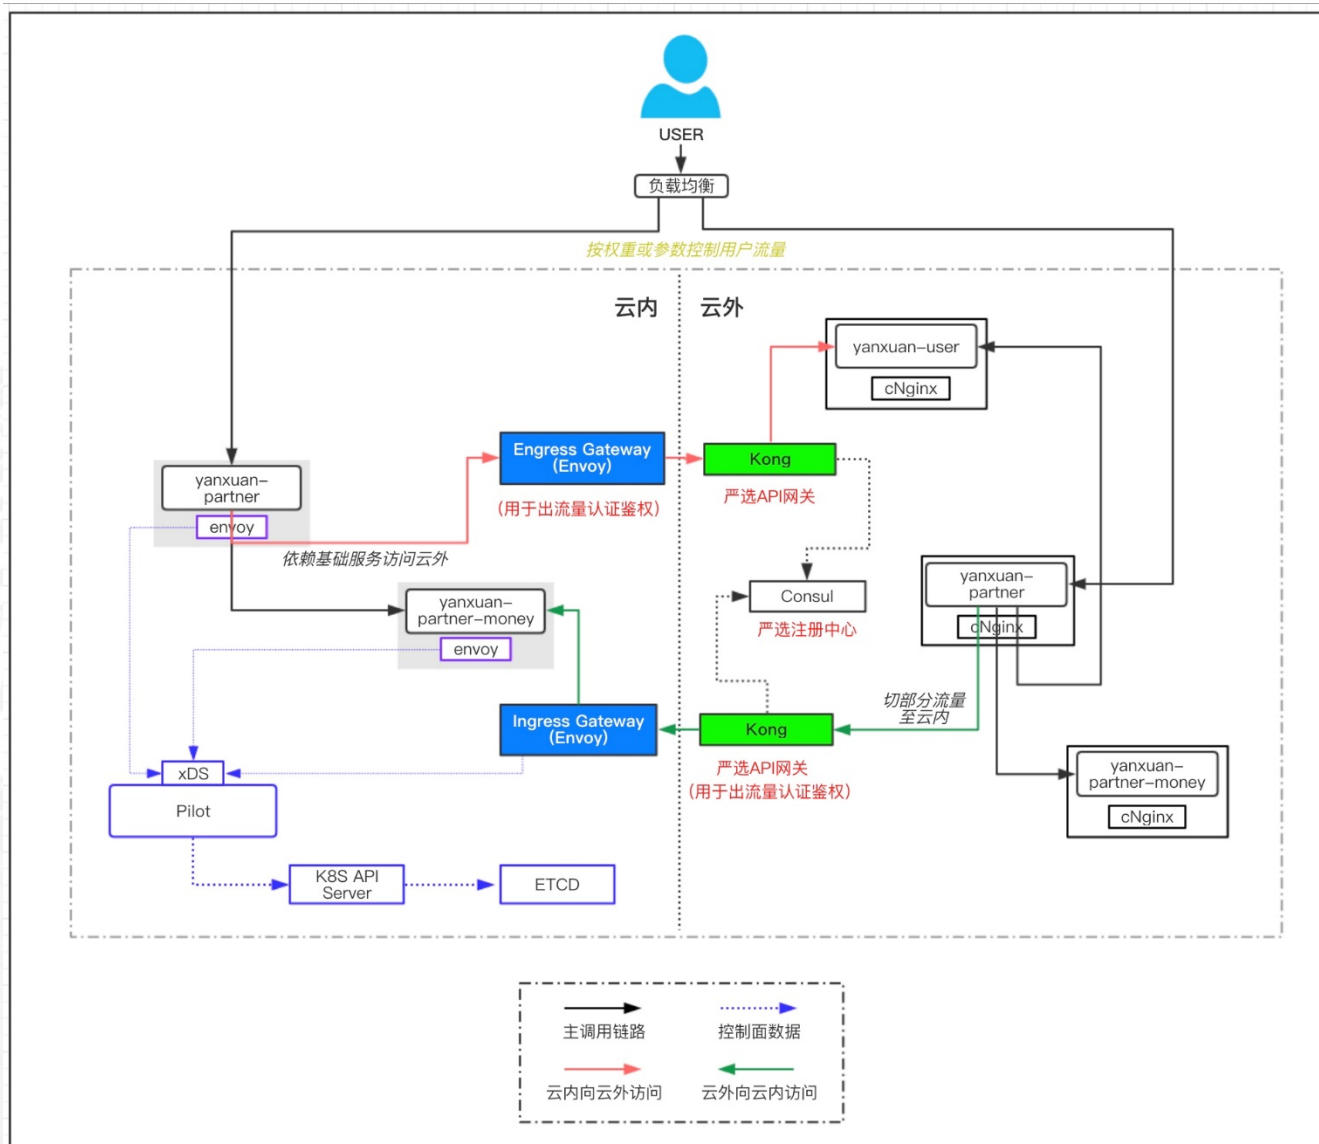 USER
负载均衡
按权重或参数控制用户流量
云内
云外
yanxuan-user
cNginx
Engress Gateway
(Envoy)
(用于出流量认证鉴权)
Kong
严选API网关
yanxuan-
partner
envoy
依赖基础服务访问云外
yanxuan-
partner-money
envoy
Consul
严选注册中心
yanxuan-
partner
cNginx
切部分流量
至云内
Ingress Gateway
(Envoy)
Kong
严选API网关
(用于出流量认证鉴权)
yanxuan-
partner-money
cNginx
xDS
Pilot
K8S API
Server
ETCD
主调用链路
控制面数据
云内向云外访问
云外向云内访问